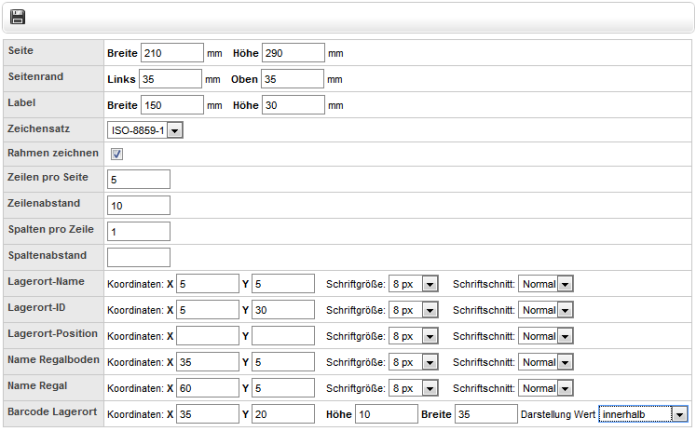 Seite Breite 210 mm Höhe 290 mm
Seitenrand Links 35 mm Oben 35 mm
Label Breite 150 mm Höhe 30 mm
Zeichensatz ISO-8859-1
Rahmen zeichnen
Zeilen pro Seite 5
Zeilenabstand 10
Spalten pro Zeile 1
Spaltenabstand
Lagerort-Name Koordinaten: X 5 Y 5 Schriftgröße: 8 px Schriftschnitt: Normal
Lagerort-ID Koordinaten: X 5 Y 30 Schriftgröße: 8 px Schriftschnitt: Normal
Lagerort-Position Koordinaten: X Y Schriftgröße: 8 px Schriftschnitt: Normal
Name Regalboden Koordinaten: X 35 Y 5 Schriftgröße: 8 px Schriftschnitt: Normal
Name Regal Koordinaten: X 60 Y 5 Schriftgröße: 8 px Schriftschnitt: Normal
Barcode Lagerort Koordinaten: X 35 Y 20 Höhe 10 Breite 35 Darstellung Wert innerhalb